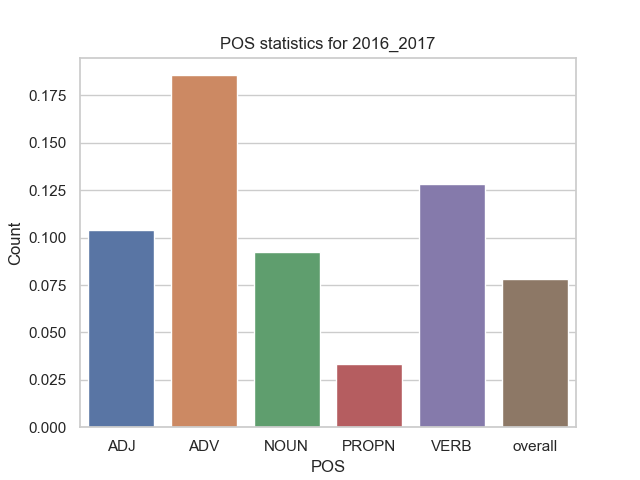 POS statistics for 2016_2017
Count
0.175
0.150
0.125
0.100
0.075
0.050
0.025
0.000
ADJ ADV NOUN PROPN VERB overall
POS